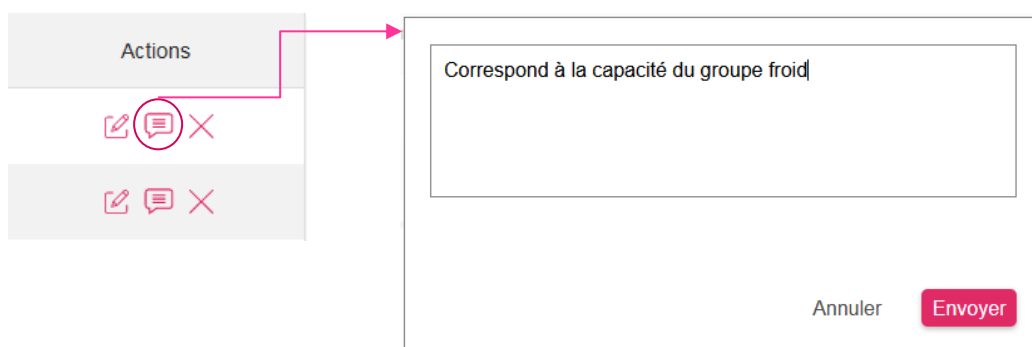 Actions
Correspond à la capacité du groupe froid
Annuler
Envoyer